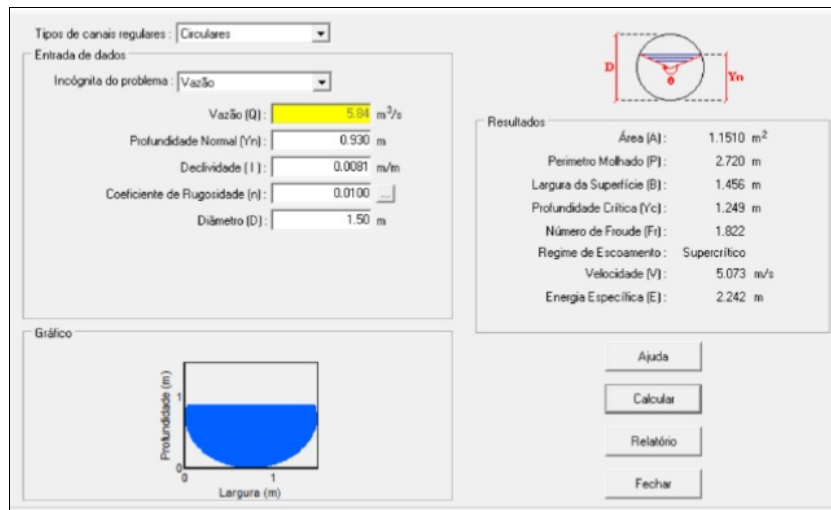 Tipos de canais regulares : Circulares
Entrada de dados
Incógnita do problema : Vazão
Vazão (Q) : 5.84 m³/s
Profundidade Normal (Yn) : 0.930 m
Declividade ( I ) : 0.0081 m/m
Coeficiente de Rugosidade (n) : 0.0100 ...
Diâmetro (D) : 1.50 m
D
θ
Yn
Resultados
Área (A) : 1.1510 m²
Perimetro Molhado (P) : 2.720 m
Largura da Superfície (B) : 1.456 m
Profundidade Crítica (Yc) : 1.249 m
Número de Froude (Fr) : 1.822
Regime de Escoamento : Supercrítico
Velocidade (V) : 5.073 m/s
Energia Específica (E) : 2.242 m
Gráfico
Profundidade (m)
1
0
0
1
Largura (m)
Ajuda
Calcular
Relatório
Fechar